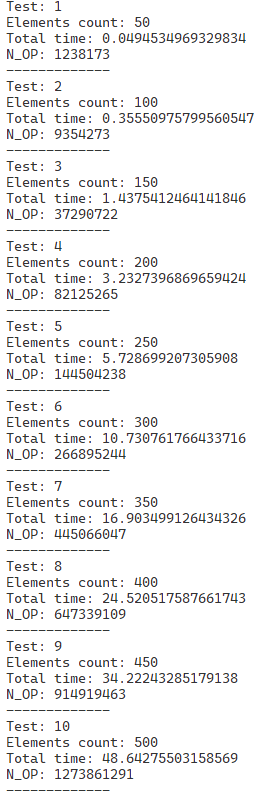 Test: 1
Elements count: 50
Total time: 0.0494534969329834
N_OP: 1238173
-------------
Test: 2
Elements count: 100
Total time: 0.35550975799560547
N_OP: 9354273
-------------
Test: 3
Elements count: 150
Total time: 1.4375412464141846
N_OP: 37290722
-------------
Test: 4
Elements count: 200
Total time: 3.2327396869659424
N_OP: 82125265
-------------
Test: 5
Elements count: 250
Total time: 5.728699207305908
N_OP: 144504238
-------------
Test: 6
Elements count: 300
Total time: 10.730761766433716
N_OP: 266895244
-------------
Test: 7
Elements count: 350
Total time: 16.903499126434326
N_OP: 445066047
-------------
Test: 8
Elements count: 400
Total time: 24.520517587661743
N_OP: 647339109
-------------
Test: 9
Elements count: 450
Total time: 34.22243285179138
N_OP: 914919463
-------------
Test: 10
Elements count: 500
Total time: 48.64275503158569
N_OP: 1273861291
-------------